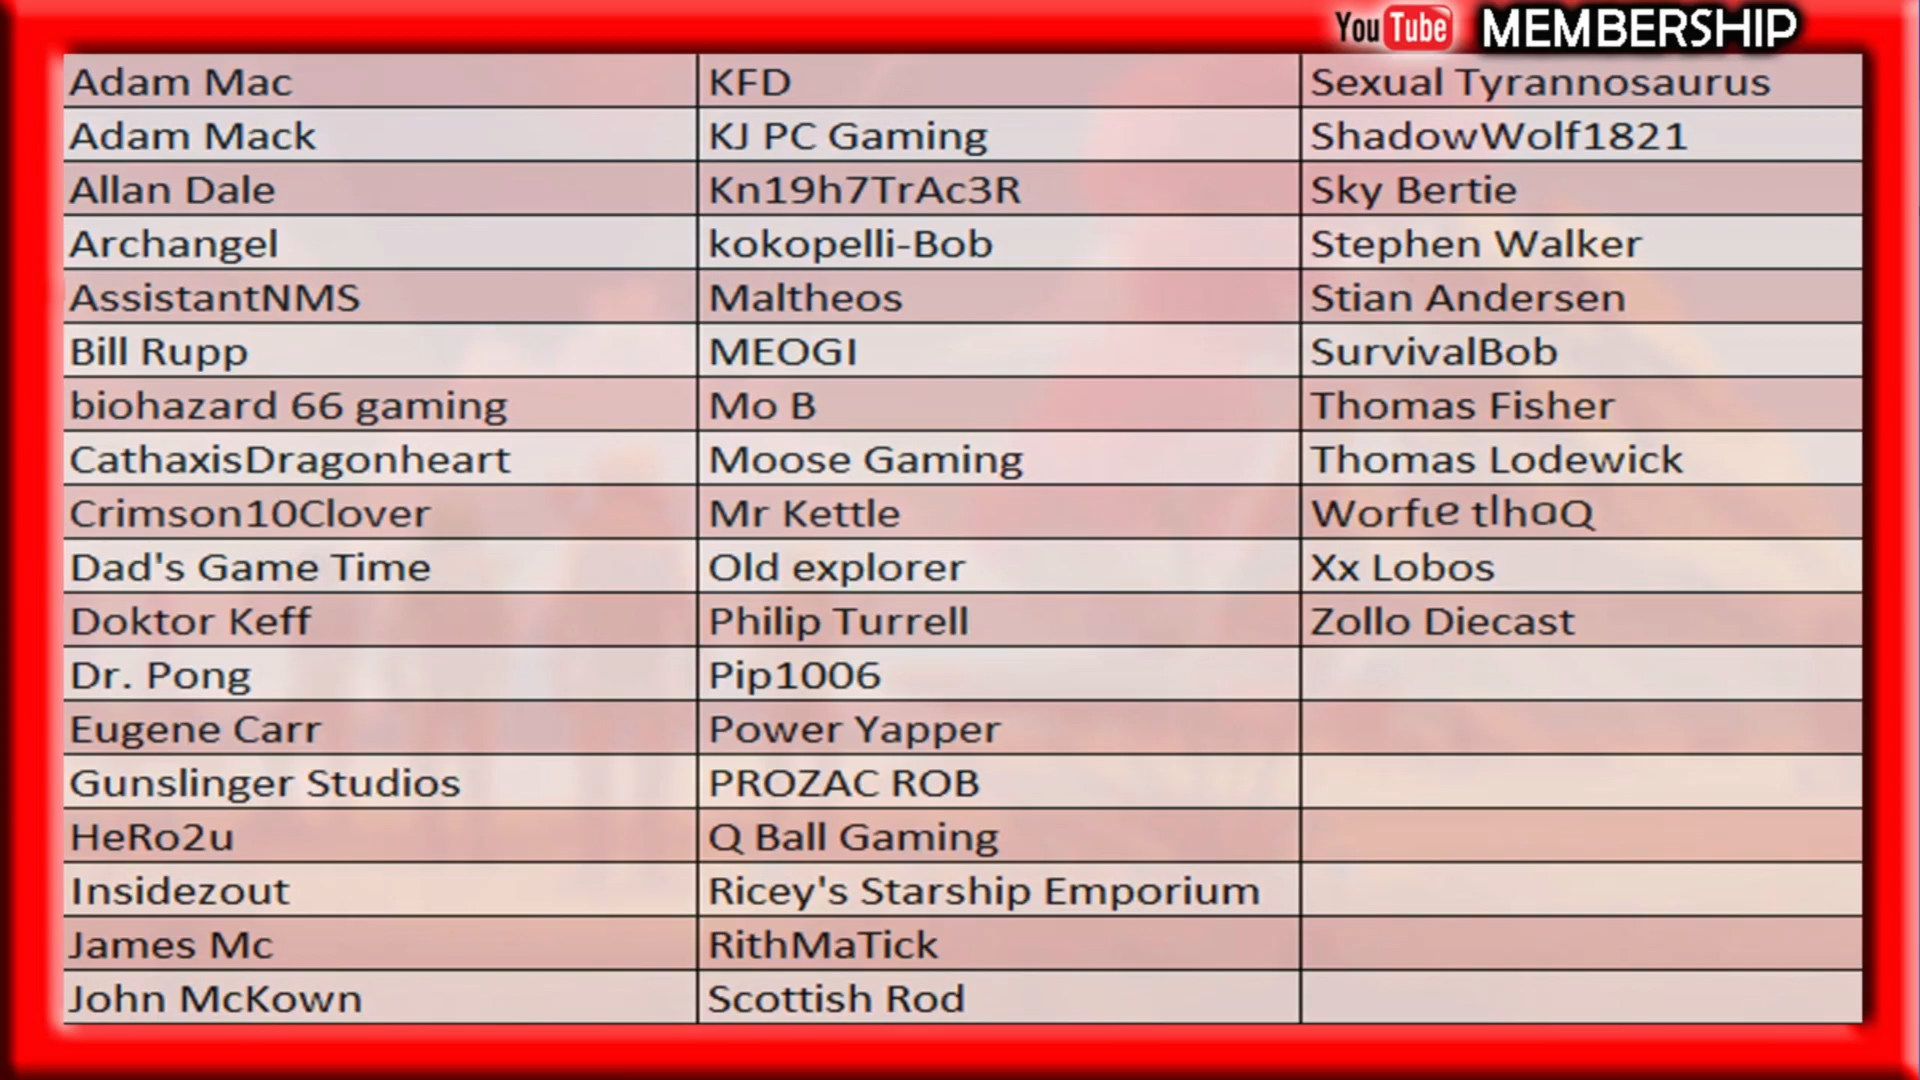 YouTube MEMBERSHIP
Adam Mac
Adam Mack
Allan Dale
Archangel
AssistantNMS
Bill Rupp
biohazard 66 gaming
CathaxisDragonheart
Crimson10Clover
Dad's Game Time
Doktor Keff
Dr. Pong
Eugene Carr
Gunslinger Studios
HeRo2u
Insidezout
James Mc
John McKown
KFD
KJ PC Gaming
Kn19h7TrAc3R
kokopelli-Bob
Maltheos
MEOGI
Mo B
Moose Gaming
Mr Kettle
Old explorer
Philip Turrell
Pip1006
Power Yapper
PROZAC ROB
Q Ball Gaming
Ricey's Starship Emporium
RithMaTick
Scottish Rod
Sexual Tyrannosaurus
ShadowWolf1821
Sky Bertie
Stephen Walker
Stian Andersen
SurvivalBob
Thomas Fisher
Thomas Lodewick
Worfιɐ tlhɑQ
Xx Lobos
Zollo Diecast